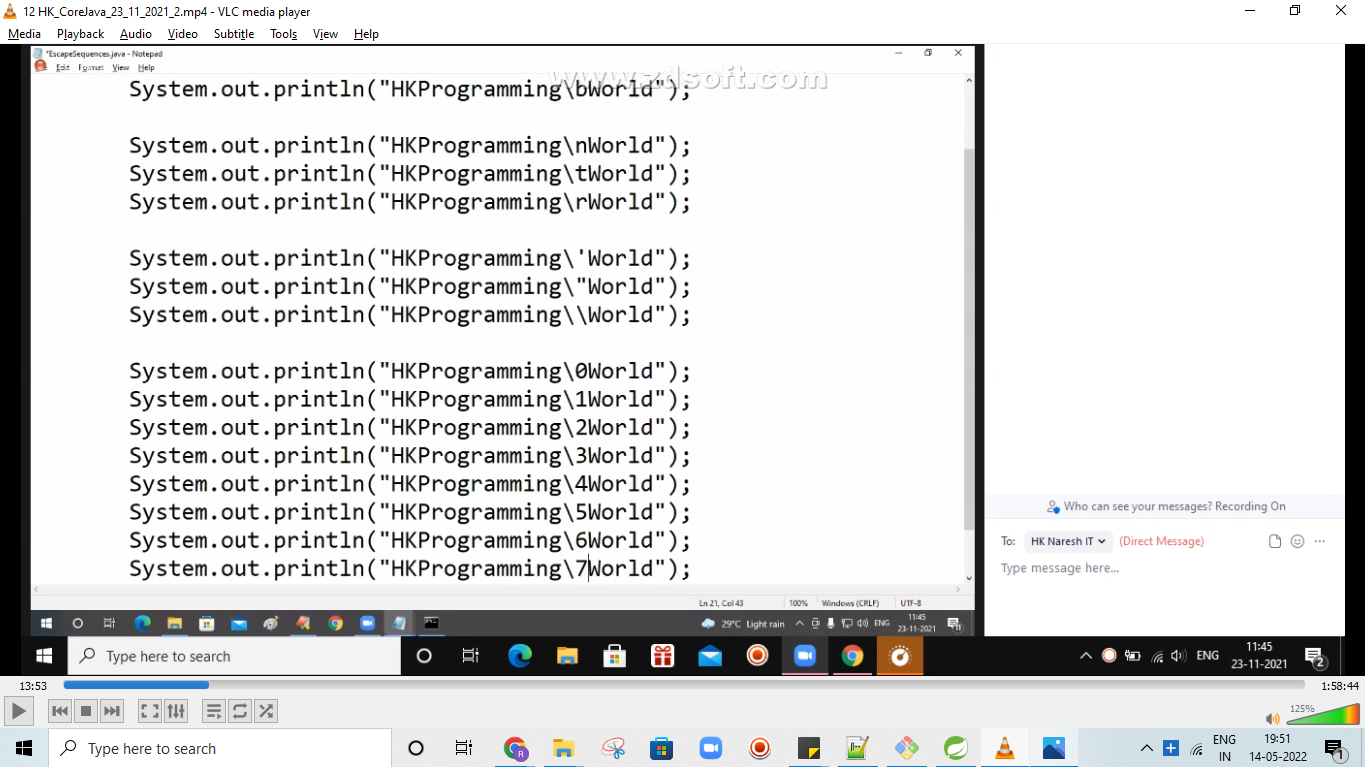 12 HK_CoreJava_23_11_2021_2.mp4 - VLC media player
Media Playback Audio Video Subtitle Tools View Help
*EscapeSequences.java - Notepad
Edit Format View Help
www.zdsoft.com
System.out.println("HKProgramming\bWorld");
System.out.println("HKProgramming\nWorld");
System.out.println("HKProgramming\tWorld");
System.out.println("HKProgramming\rWorld");
System.out.println("HKProgramming\'World");
System.out.println("HKProgramming\"World");
System.out.println("HKProgramming\\World");
System.out.println("HKProgramming\0World");
System.out.println("HKProgramming\1World");
System.out.println("HKProgramming\2World");
System.out.println("HKProgramming\3World");
System.out.println("HKProgramming\4World");
System.out.println("HKProgramming\5World");
System.out.println("HKProgramming\6World");
System.out.println("HKProgramming\7World");
Who can see your messages? Recording On
To: HK Naresh IT (Direct Message)
Type message here...
Ln 21, Col 43 100% Windows (CRLF) UTF-8
29°C Light rain ENG 11:45
23-11-2021
Type here to search ENG 11:45
23-11-2021 2
13:53 1:58:44
125%
Type here to search ENG 19:51
IN 14-05-2022 1